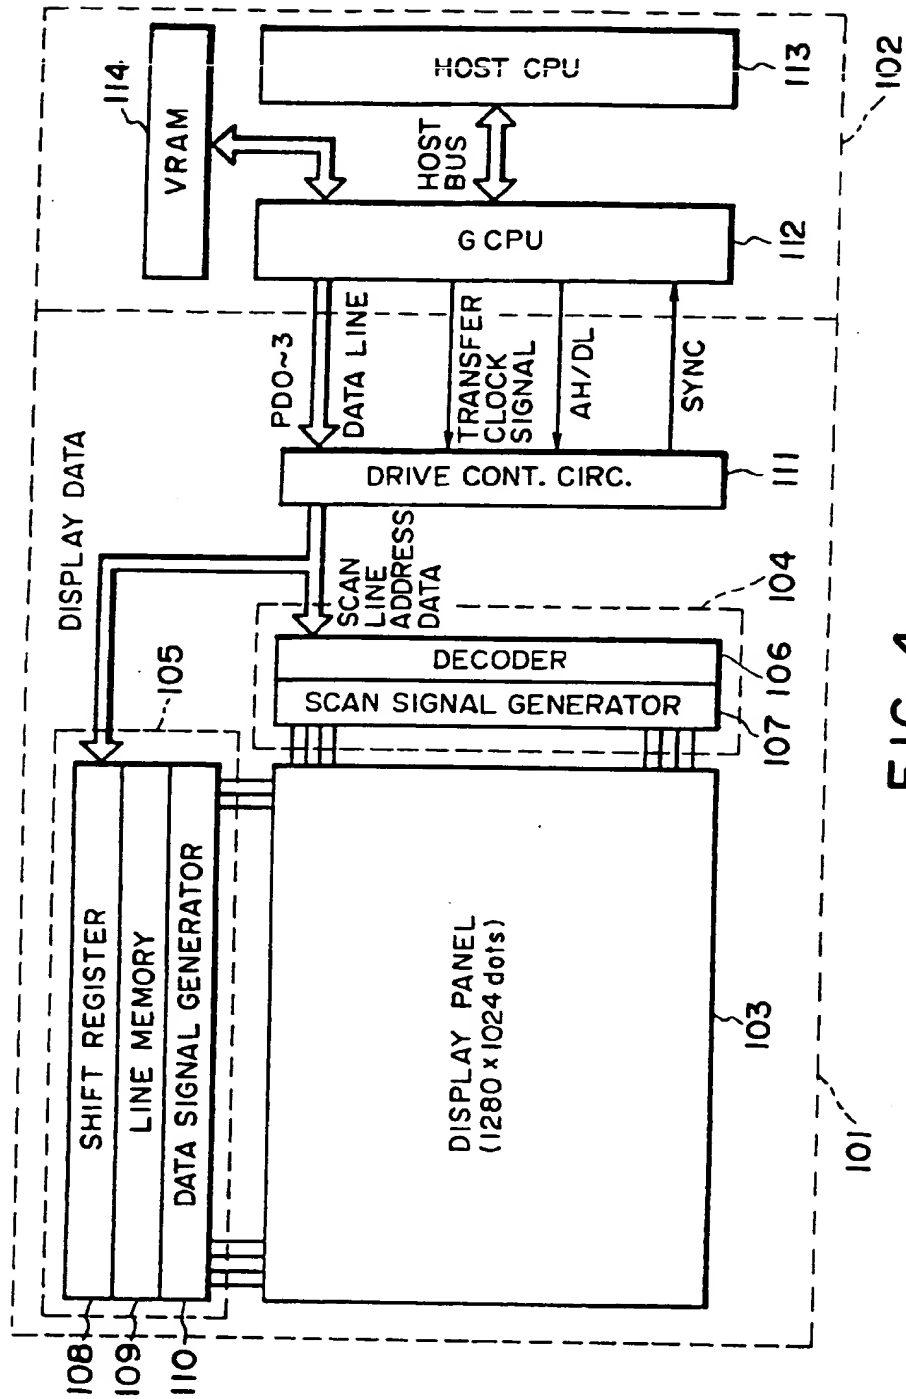 108
109
110
SHIFT REGISTER
LINE MEMORY
DATA SIGNAL GENERATOR
105
DISPLAY DATA
114
VRAM
DISPLAY PANEL
(1280 × 1024 dots)
103
101
DECODER
SCAN SIGNAL GENERATOR
106
107
104
SCAN
LINE
ADDRESS
DATA
DRIVE CONT. CIRC.
111
PD0~3
DATA LINE
TRANSFER
CLOCK
SIGNAL
AH/DL
SYNC
G CPU
112
HOST
BUS
HOST CPU
113
102